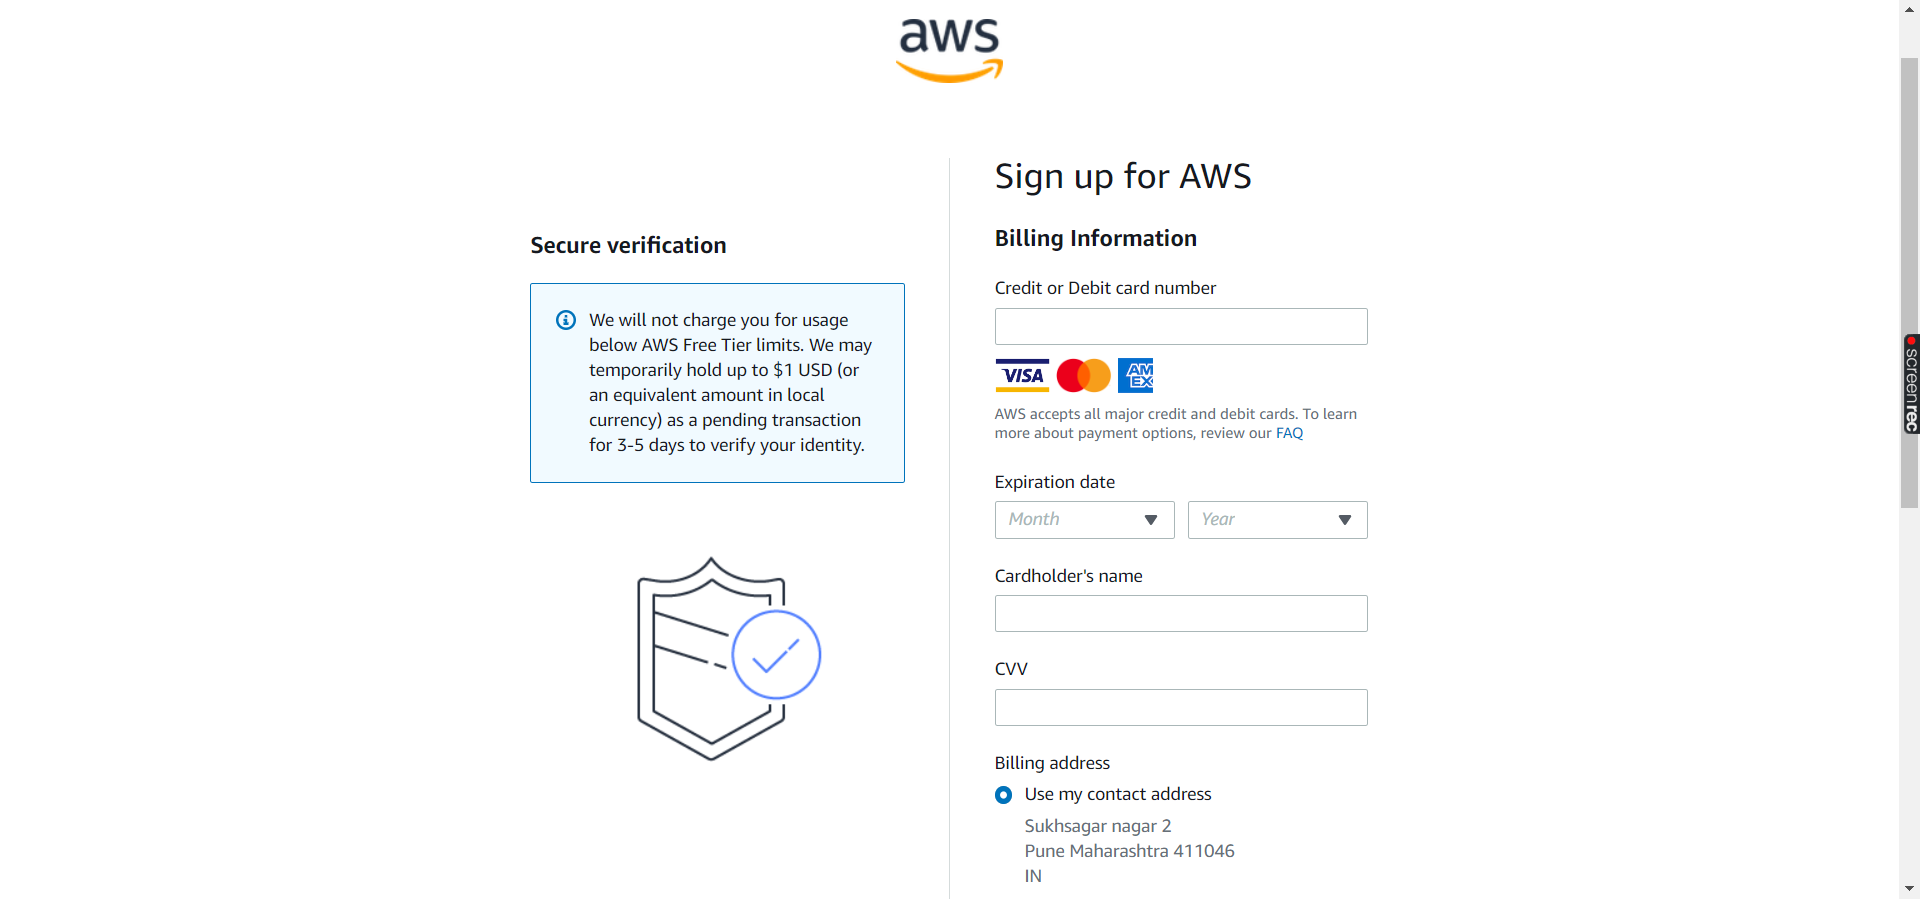 aws
Sign up for AWS
Secure verification
We will not charge you for usage
below AWS Free Tier limits. We may
temporarily hold up to $1 USD (or
an equivalent amount in local
currency) as a pending transaction
for 3-5 days to verify your identity.
Billing Information
Credit or Debit card number
VISA
AM
EX
AWS accepts all major credit and debit cards. To learn
more about payment options, review our FAQ
Expiration date
Month
Year
Cardholder's name
CVV
Billing address
Use my contact address
Sukhsagar nagar 2
Pune Maharashtra 411046
IN
screenrec